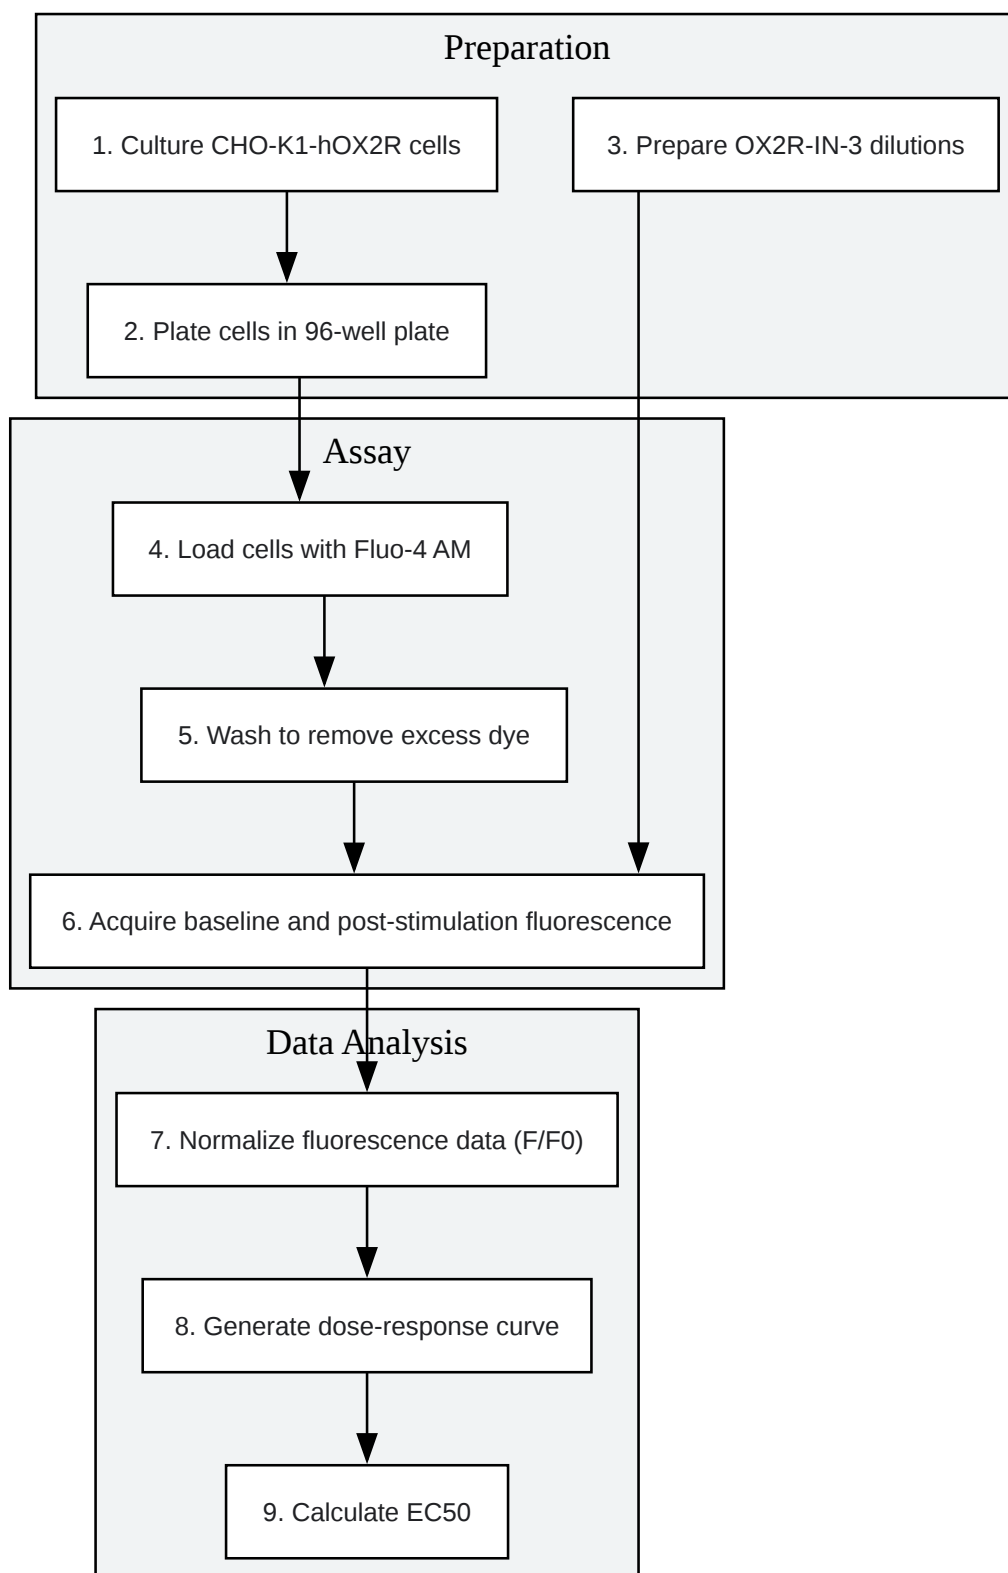 Preparation
1. Culture CHO-K1-hOX2R cells
3. Prepare OX2R-IN-3 dilutions
2. Plate cells in 96-well plate
Assay
4. Load cells with Fluo-4 AM
5. Wash to remove excess dye
6. Acquire baseline and post-stimulation fluorescence
Data Analysis
7. Normalize fluorescence data (F/F0)
8. Generate dose-response curve
9. Calculate EC50